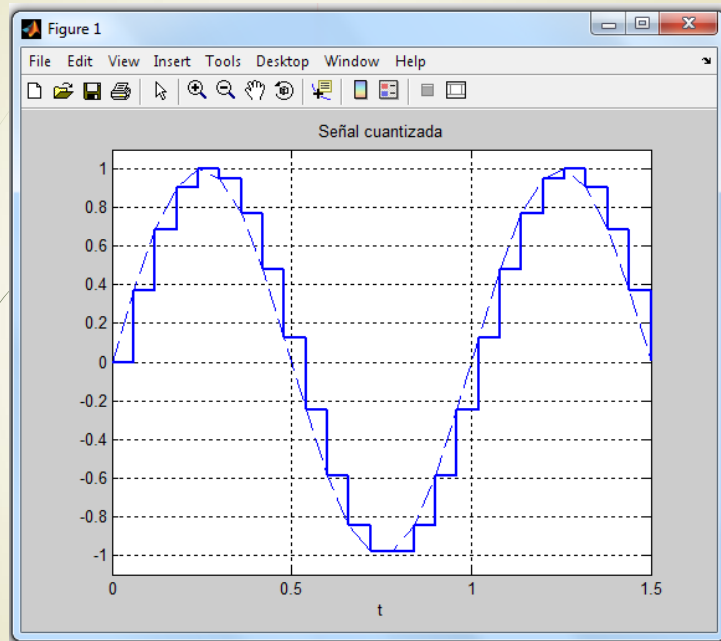 Figure 1
File Edit View Insert Tools Desktop Window Help
Señal cuantizada
1
0.8
0.6
0.4
0.2
0
-0.2
-0.4
-0.6
-0.8
-1
0 0.5 1 1.5
t